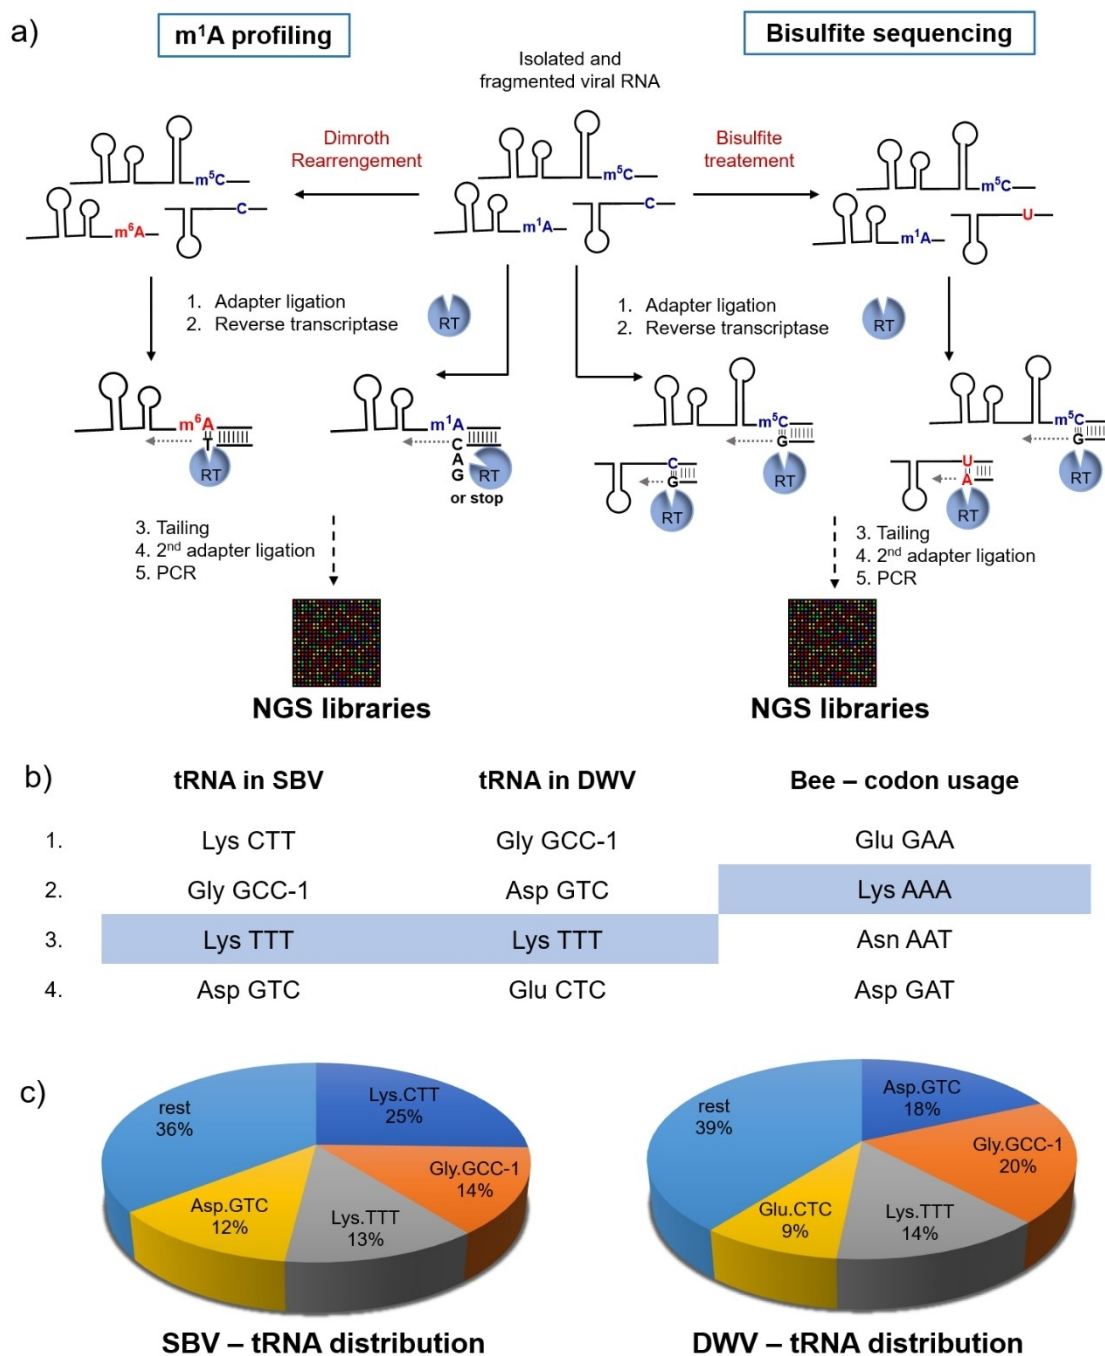 a)
m¹A profiling
Bisulfite sequencing
Isolated and
fragmented viral RNA
Dimroth
Rearrengement
Bisulfite
treatement
m⁵C
C
m⁶A
m⁵C
C
m¹A
m⁵C
U
m¹A
1. Adapter ligation
2. Reverse transcriptase
RT
1. Adapter ligation
2. Reverse transcriptase
RT
m⁶A
T
RT
m¹A
C
A
G
RT
or stop
m⁵C
G
RT
C
G
RT
m⁵C
G
RT
U
A
RT
3. Tailing
4. 2nd adapter ligation
5. PCR
3. Tailing
4. 2nd adapter ligation
5. PCR
NGS libraries
NGS libraries
b)
tRNA in SBV tRNA in DWV Bee – codon usage
1. Lys CTT Gly GCC-1 Glu GAA
2. Gly GCC-1 Asp GTC Lys AAA
3. Lys TTT Lys TTT Asn AAT
4. Asp GTC Glu CTC Asp GAT
c)
rest
36%
Lys.CTT
25%
Gly.GCC-1
14%
Lys.TTT
13%
Asp.GTC
12%
SBV – tRNA distribution
rest
39%
Asp.GTC
18%
Gly.GCC-1
20%
Lys.TTT
14%
Glu.CTC
9%
DWV – tRNA distribution